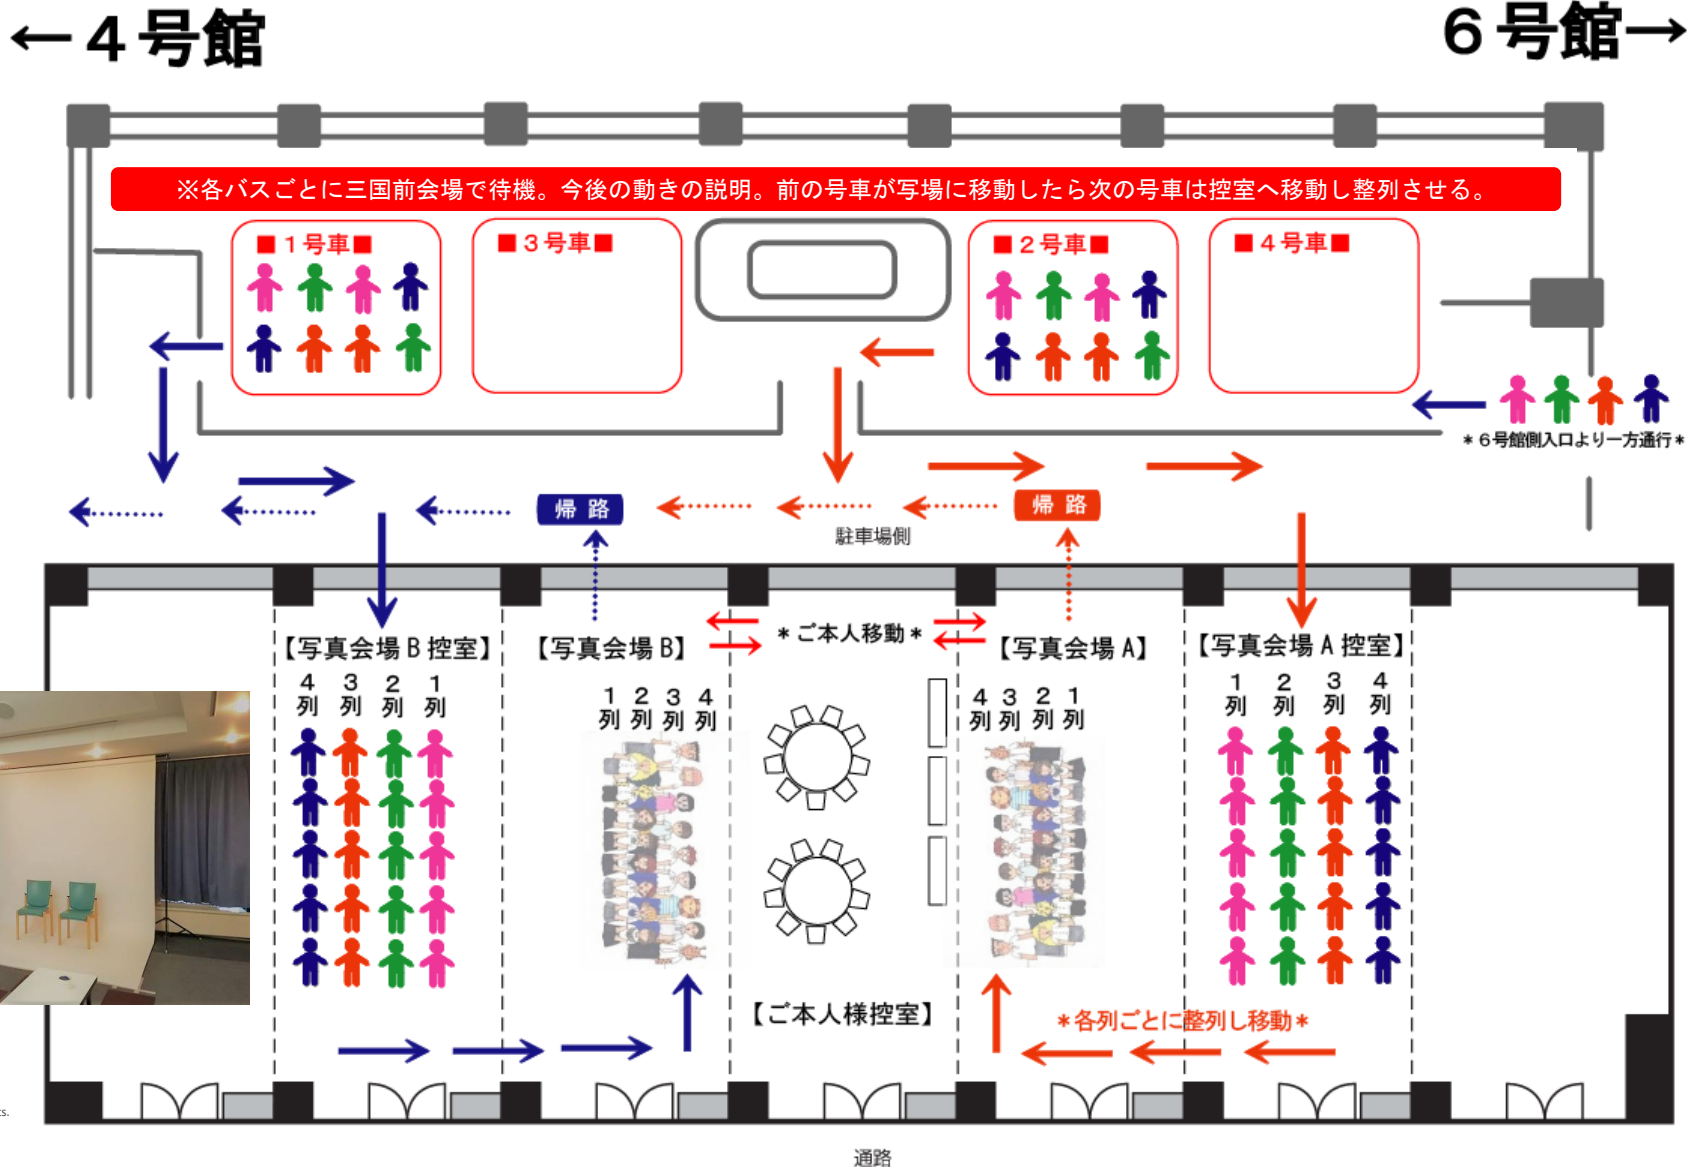 ←４号館
６号館→
※各バスごとに三国前会場で待機。今後の動きの説明。前の号車が写場に移動したら次の号車は控室へ移動し整列させる。
■１号車■
■３号車■
■２号車■
■４号車■
＊６号館側入口より一方通行＊
帰 路
帰 路
駐車場側
【写真会場Ｂ控室】
【写真会場Ｂ】
＊ご本人移動＊
【写真会場Ａ】
【写真会場Ａ控室】
４列 ３列 ２列 １列
１列 ２列 ３列 ４列
４列 ３列 ２列 １列
１列 ２列 ３列 ４列
【ご本人様控室】
＊各列ごとに整列し移動＊
通路